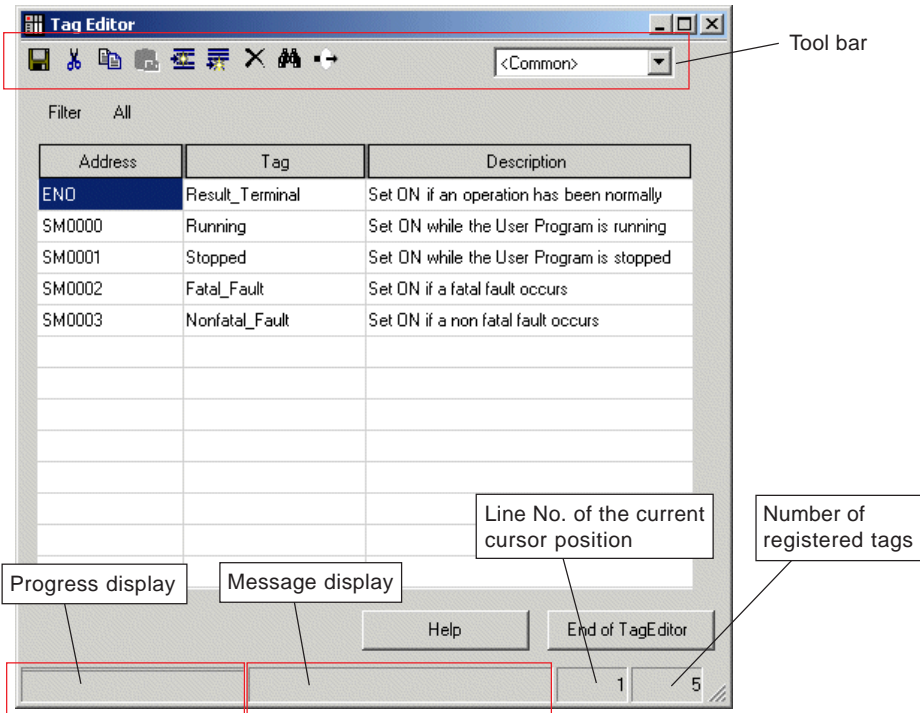 Tag Editor
Tool bar
<Common>
Filter All
Address Tag Description
ENO Result_Terminal Set ON if an operation has been normally
SM0000 Running Set ON while the User Program is running
SM0001 Stopped Set ON while the User Program is stopped
SM0002 Fatal_Fault Set ON if a fatal fault occurs
SM0003 Nonfatal_Fault Set ON if a non fatal fault occurs
Line No. of the current
cursor position
Number of
registered tags
Progress display
Message display
Help End of TagEditor
1 5